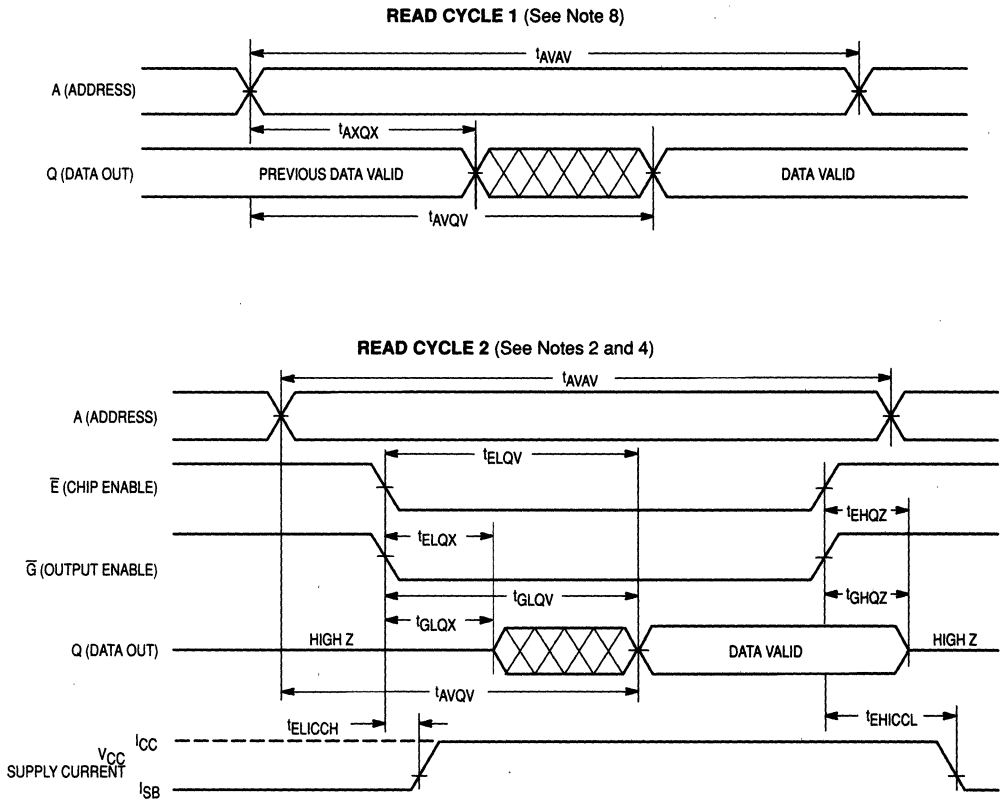 READ CYCLE 1 (See Note 8)
tAVAV
A (ADDRESS)
tAXQX
Q (DATA OUT)
PREVIOUS DATA VALID
DATA VALID
tAVQV
READ CYCLE 2 (See Notes 2 and 4)
tAVAV
A (ADDRESS)
tELQV
E̅ (CHIP ENABLE)
tEHQZ
tELQX
G̅ (OUTPUT ENABLE)
tGLQV
tGHQZ
tGLQX
Q (DATA OUT)
HIGH Z
DATA VALID
HIGH Z
tAVQV
tELICCH
tEHICCL
ICC
VCC
SUPPLY CURRENT
ISB